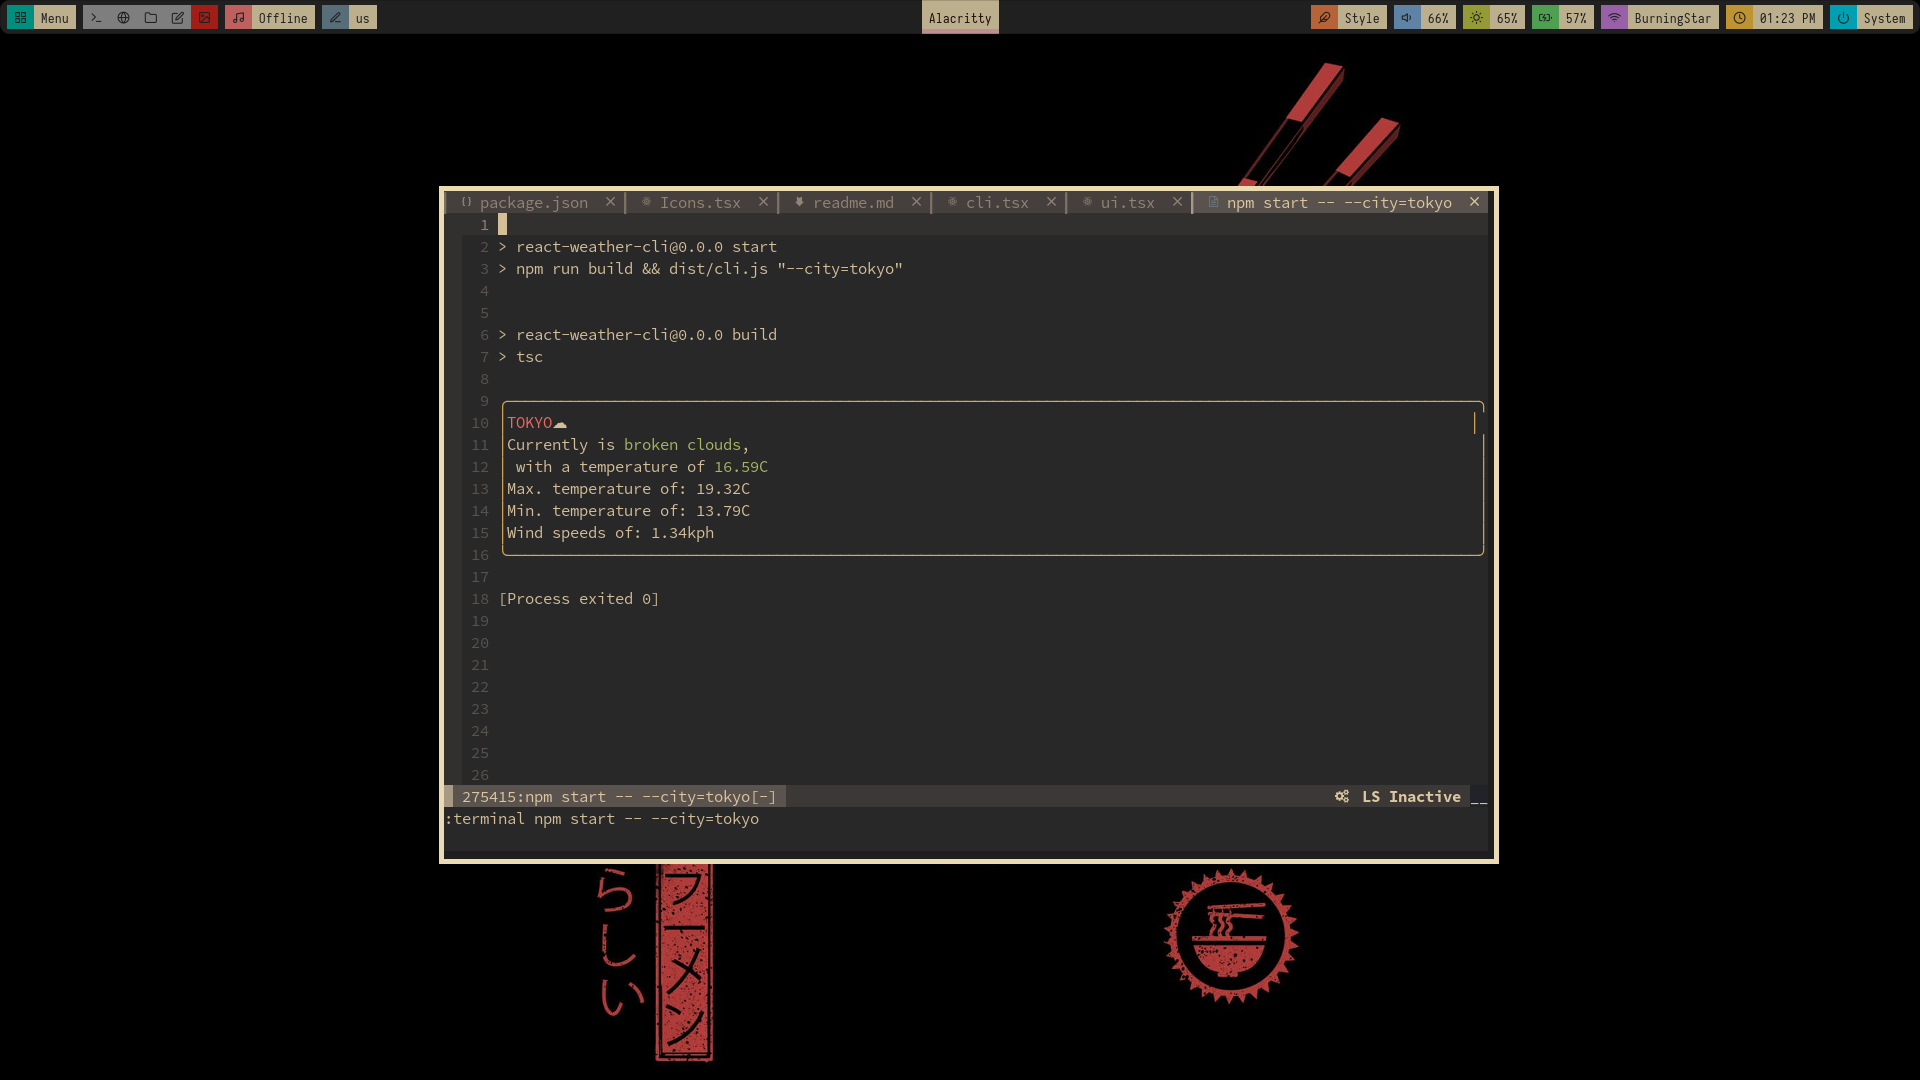 Menu
Offline
us
Alacritty
Style
66%
65%
57%
BurningStar
01:23 PM
System
{} package.json ×
Icons.tsx ×
readme.md ×
cli.tsx ×
ui.tsx ×
npm start -- --city=tokyo ×
1
2 > react-weather-cli@0.0.0 start
3 > npm run build && dist/cli.js "--city=tokyo"
4
5
6 > react-weather-cli@0.0.0 build
7 > tsc
8
9
10 TOKYO☁
11 Currently is broken clouds,
12 with a temperature of 16.59C
13 Max. temperature of: 19.32C
14 Min. temperature of: 13.79C
15 Wind speeds of: 1.34kph
16
17
18 [Process exited 0]
19
20
21
22
23
24
25
26
275415:npm start -- --city=tokyo[-]
LS Inactive __
:terminal npm start -- --city=tokyo
らしい
ラーメン